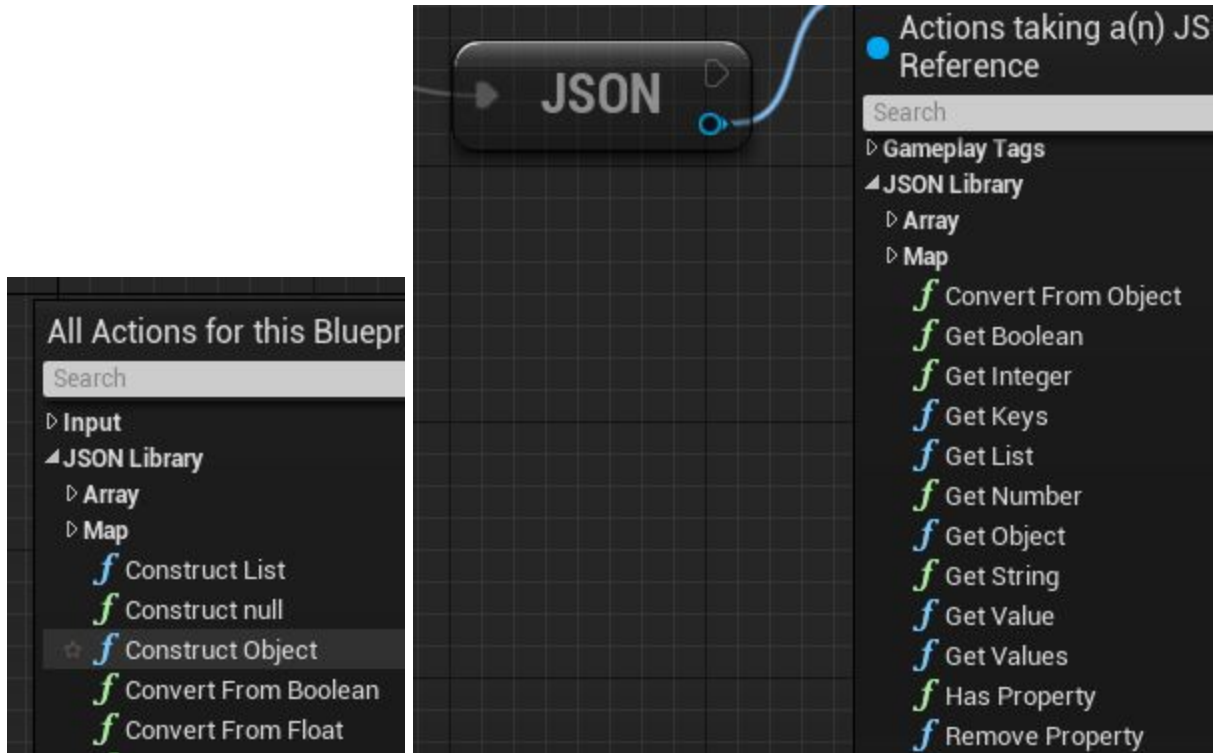 All Actions for this Bluepr
Search
Input
JSON Library
Array
Map
Construct List
Construct null
Construct Object
Convert From Boolean
Convert From Float
JSON
Actions taking a(n) JS
Reference
Search
Gameplay Tags
JSON Library
Array
Map
Convert From Object
Get Boolean
Get Integer
Get Keys
Get List
Get Number
Get Object
Get String
Get Value
Get Values
Has Property
Remove Property